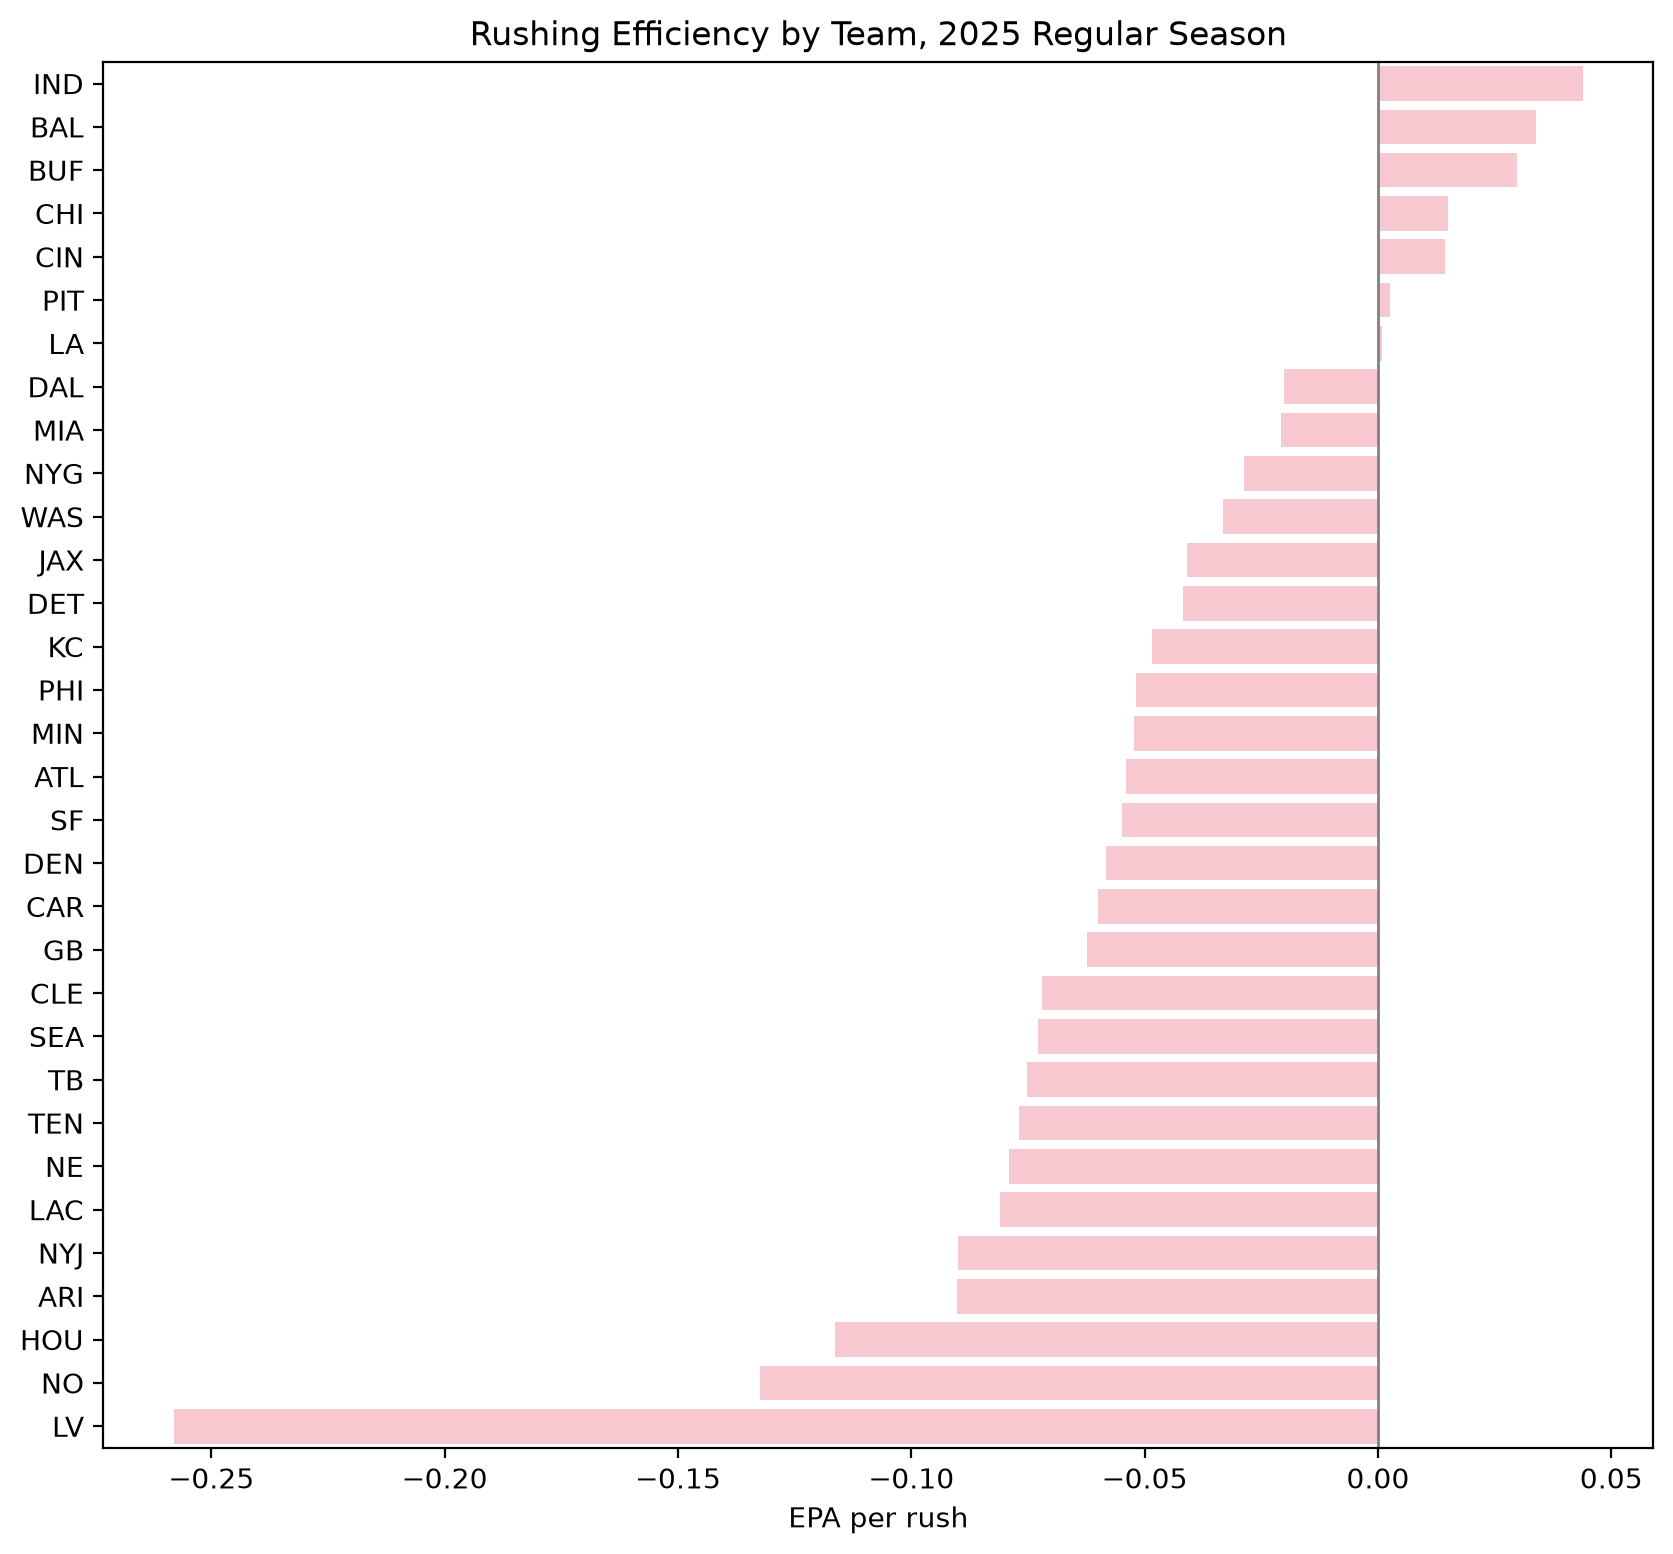 Rushing Efficiency by Team, 2025 Regular Season
IND
BAL
BUF
CHI
CIN
PIT
LA
DAL
MIA
NYG
WAS
JAX
DET
KC
PHI
MIN
ATL
SF
DEN
CAR
GB
CLE
SEA
TB
TEN
NE
LAC
NYJ
ARI
HOU
NO
LV
−0.25 −0.20 −0.15 −0.10 −0.05 0.00 0.05
EPA per rush